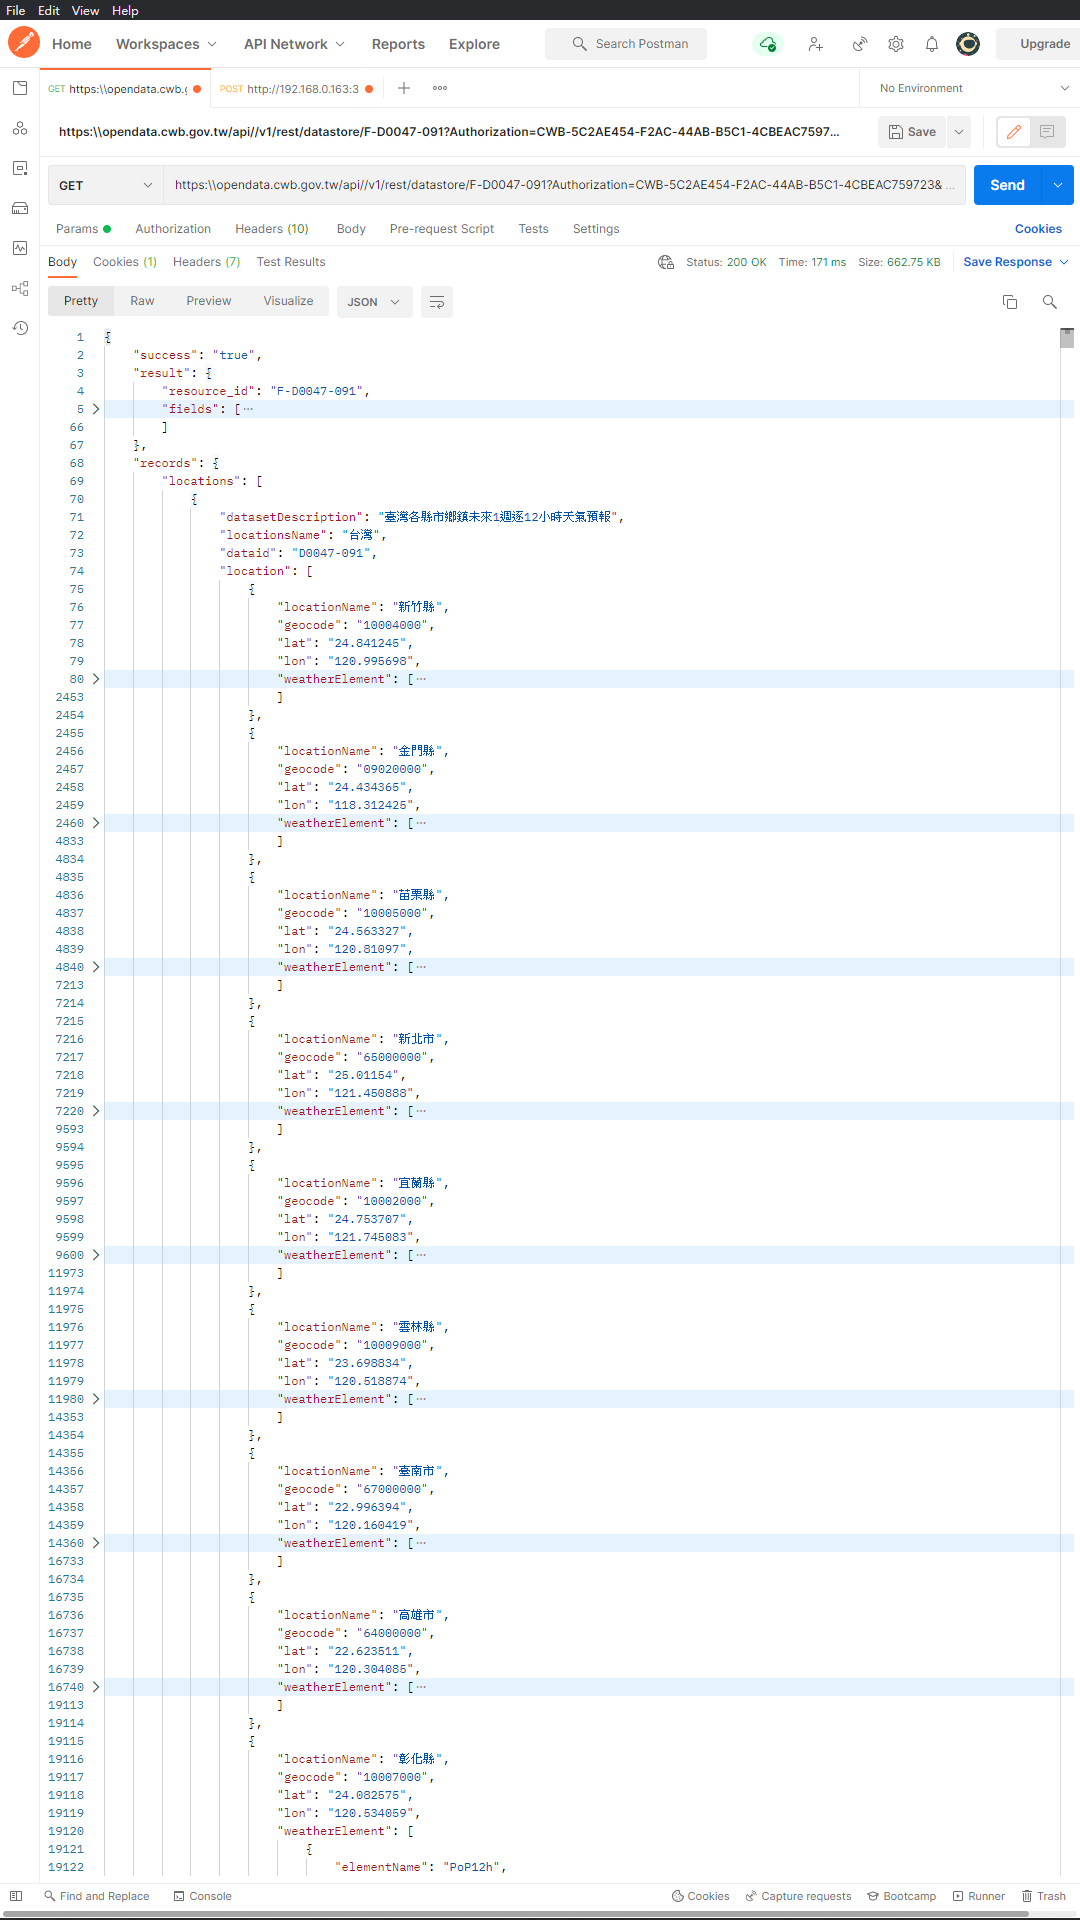 File Edit View Help
Home Workspaces API Network Reports Explore Search Postman Upgrade
GET https:\\opendata.cwb.g POST http://192.168.0.163:3 No Environment
https:\\opendata.cwb.gov.tw/api//v1/rest/datastore/F-D0047-091?Authorization=CWB-5C2AE454-F2AC-44AB-B5C1-4CBEAC7597... Save
GET https:\\opendata.cwb.gov.tw/api//v1/rest/datastore/F-D0047-091?Authorization=CWB-5C2AE454-F2AC-44AB-B5C1-4CBEAC759723& ... Send
Params Authorization Headers (10) Body Pre-request Script Tests Settings Cookies
Body Cookies (1) Headers (7) Test Results Status: 200 OK Time: 171 ms Size: 662.75 KB Save Response
Pretty Raw Preview Visualize JSON
1 {
2 "success": "true",
3 "result": {
4 "resource_id": "F-D0047-091",
5 "fields": [ ...
66 ]
67 },
68 "records": {
69 "locations": [
70 {
71 "datasetDescription": "臺灣各縣市鄉鎮未來1週逐12小時天氣預報",
72 "locationsName": "台灣",
73 "dataid": "D0047-091",
74 "location": [
75 {
76 "locationName": "新竹縣",
77 "geocode": "10004000",
78 "lat": "24.841245",
79 "lon": "120.995698",
80 "weatherElement": [ ...
2453 ]
2454 },
2455 {
2456 "locationName": "金門縣",
2457 "geocode": "09020000",
2458 "lat": "24.434365",
2459 "lon": "118.312425",
2460 "weatherElement": [ ...
4833 ]
4834 },
4835 {
4836 "locationName": "苗栗縣",
4837 "geocode": "10005000",
4838 "lat": "24.563327",
4839 "lon": "120.81097",
4840 "weatherElement": [ ...
7213 ]
7214 },
7215 {
7216 "locationName": "新北市",
7217 "geocode": "65000000",
7218 "lat": "25.01154",
7219 "lon": "121.450888",
7220 "weatherElement": [ ...
9593 ]
9594 },
9595 {
9596 "locationName": "宜蘭縣",
9597 "geocode": "10002000",
9598 "lat": "24.753707",
9599 "lon": "121.745083",
9600 "weatherElement": [ ...
11973 ]
11974 },
11975 {
11976 "locationName": "雲林縣",
11977 "geocode": "10009000",
11978 "lat": "23.698834",
11979 "lon": "120.518874",
11980 "weatherElement": [ ...
14353 ]
14354 },
14355 {
14356 "locationName": "臺南市",
14357 "geocode": "67000000",
14358 "lat": "22.996394",
14359 "lon": "120.160419",
14360 "weatherElement": [ ...
16733 ]
16734 },
16735 {
16736 "locationName": "高雄市",
16737 "geocode": "64000000",
16738 "lat": "22.623511",
16739 "lon": "120.304085",
16740 "weatherElement": [ ...
19113 ]
19114 },
19115 {
19116 "locationName": "彰化縣",
19117 "geocode": "10007000",
19118 "lat": "24.082575",
19119 "lon": "120.534059",
19120 "weatherElement": [
19121 {
19122 "elementName": "PoP12h",
Find and Replace Console Cookies Capture requests Bootcamp Runner Trash